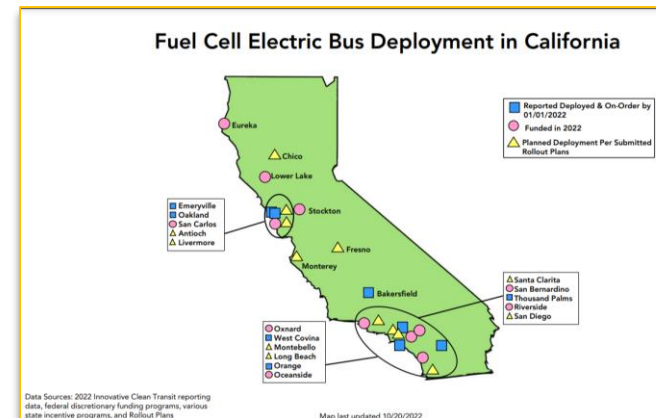 Fuel Cell Electric Bus Deployment in California
Reported Deployed & On-Order by
01/01/2022
Funded in 2022
Planned Deployment Per Submitted
Rollout Plans
Eureka
Chico
Lower Lake
Stockton
Emeryville
Oakland
San Carlos
Antioch
Livermore
Fresno
Monterey
Bakersfield
Santa Clarita
San Bernardino
Thousand Palms
Riverside
San Diego
Oxnard
West Covina
Montebello
Long Beach
Orange
Oceanside
Data Sources: 2022 Innovative Clean Transit reporting
data, federal discretionary funding programs, various
state incentive programs, and Rollout Plans
Map last updated 10/20/2022